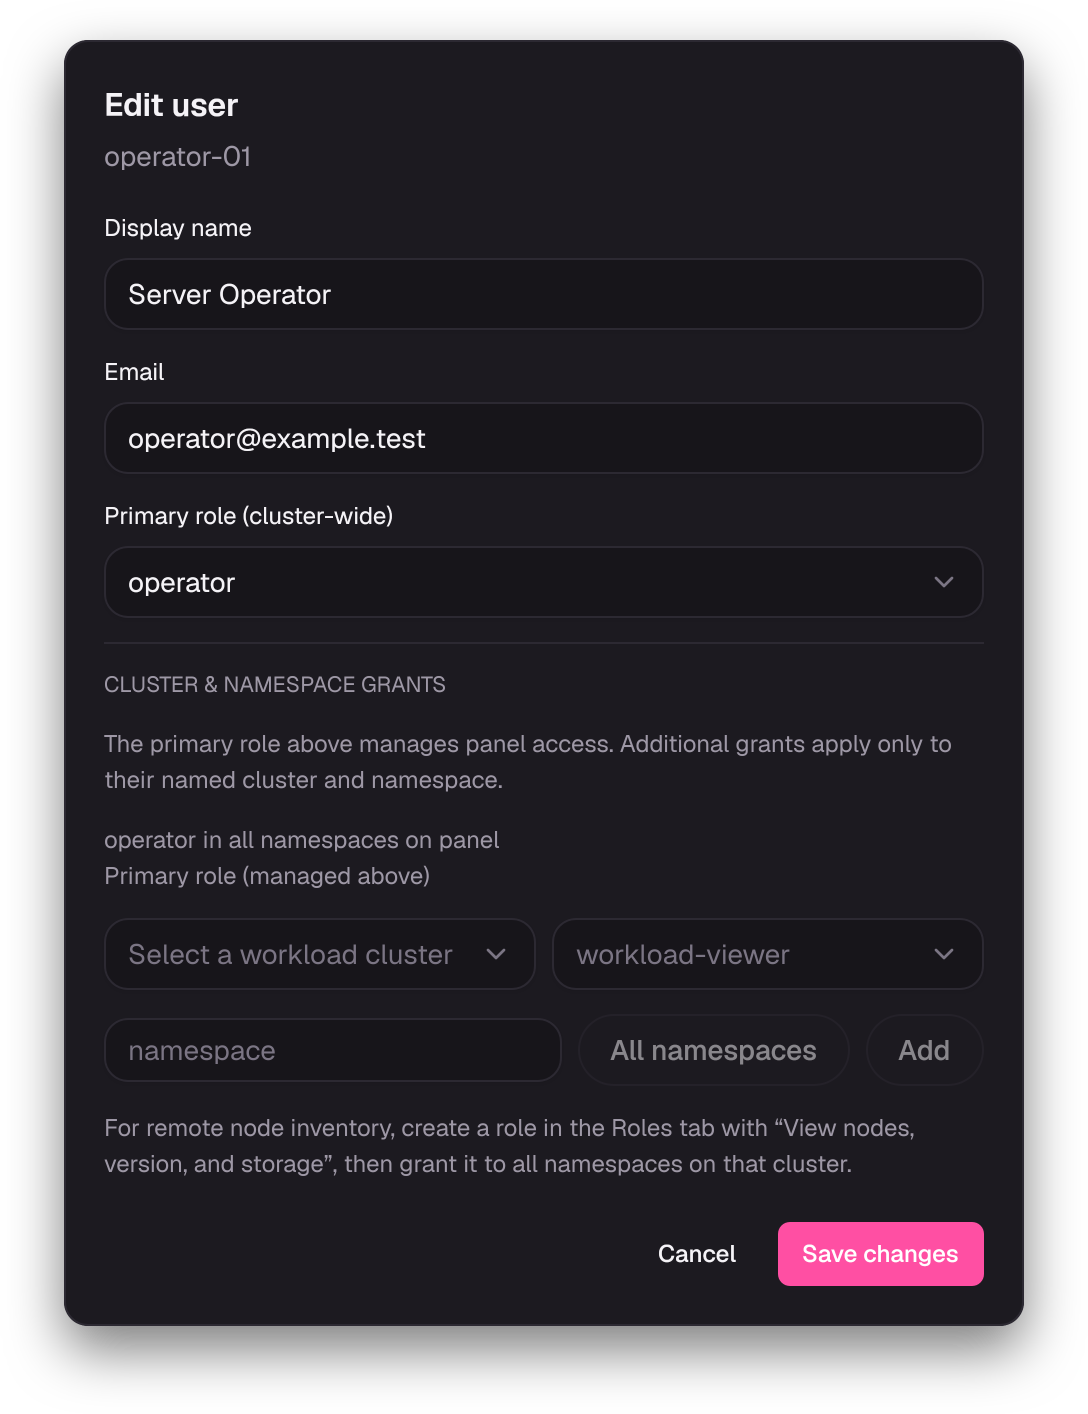 Edit user
operator-01
Display name
Server Operator
Email
operator@example.test
Primary role (cluster-wide)
operator
CLUSTER & NAMESPACE GRANTS
The primary role above manages panel access. Additional grants apply only to
their named cluster and namespace.
operator in all namespaces on panel
Primary role (managed above)
Select a workload cluster
workload-viewer
namespace
All namespaces
Add
For remote node inventory, create a role in the Roles tab with “View nodes,
version, and storage”, then grant it to all namespaces on that cluster.
Cancel
Save changes